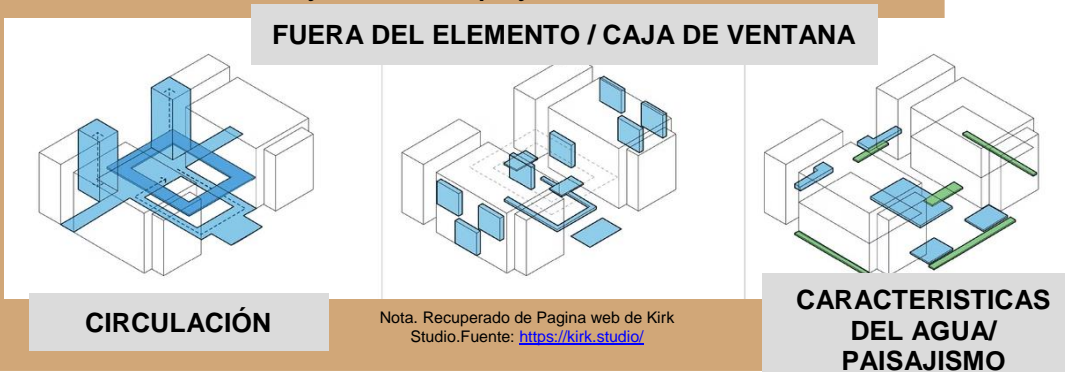 FUERA DEL ELEMENTO / CAJA DE VENTANA
CIRCULACIÓN
Nota. Recuperado de Pagina web de Kirk
Studio.Fuente: https://kirk.studio/
CARACTERISTICAS
DEL AGUA/
PAISAJISMO